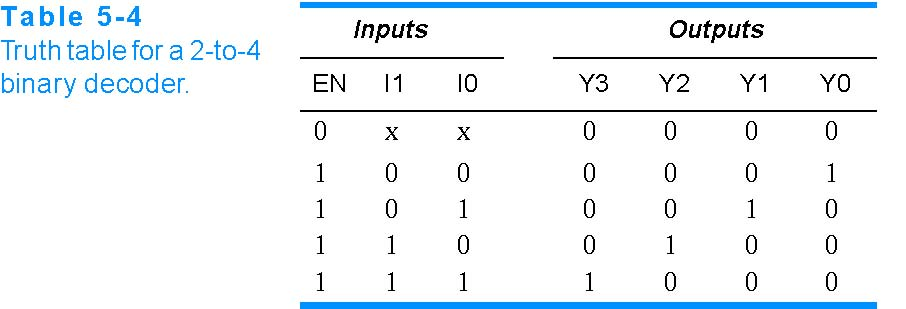 Table 5-4
Truth table for a 2-to-4
binary decoder.
Inputs Outputs
EN I1 I0 Y3 Y2 Y1 Y0
0 x x 0 0 0 0
1 0 0 0 0 0 1
1 0 1 0 0 1 0
1 1 0 0 1 0 0
1 1 1 1 0 0 0